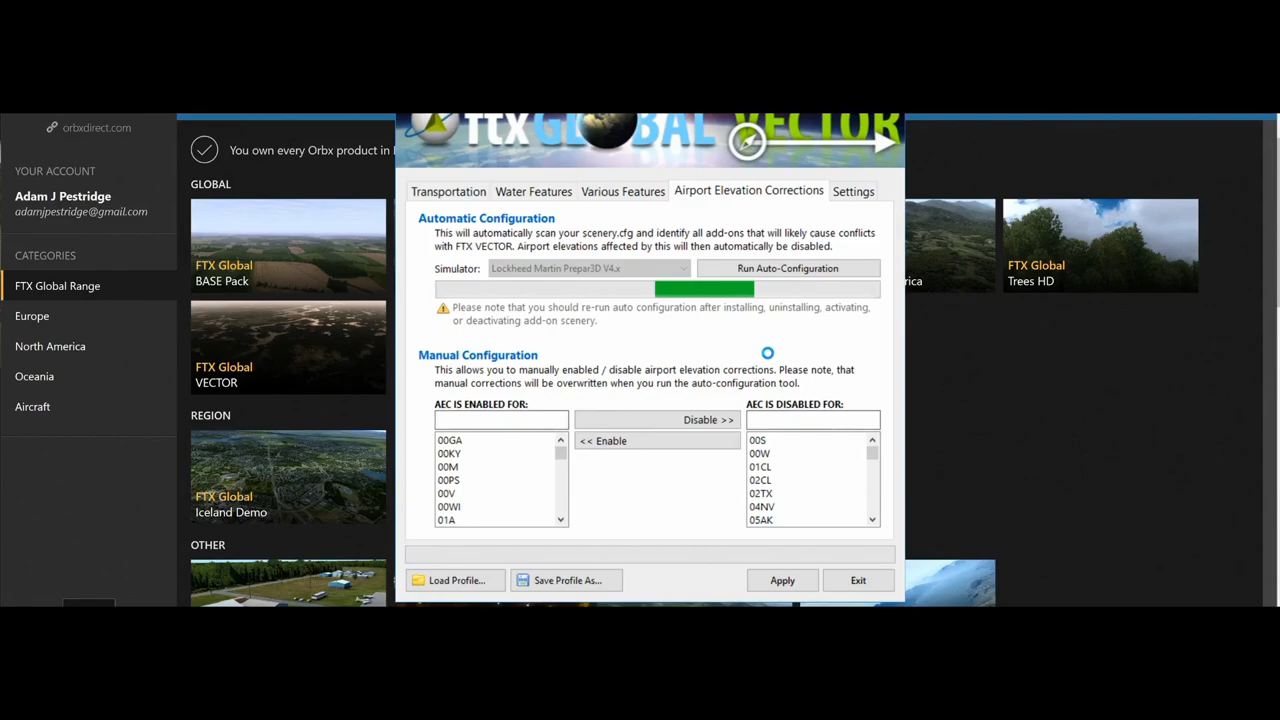 orbxdirect.com
YOUR ACCOUNT
Adam J Pestridge
adamjpestridge@gmail.com
CATEGORIES
FTX Global Range
Europe
North America
Oceania
Aircraft
You own every Orbx product in
GLOBAL
FTX Global
BASE Pack
FTX Global
VECTOR
REGION
FTX Global
Iceland Demo
OTHER
ftx GLOBAL VECTOR
Transportation
Water Features
Various Features
Airport Elevation Corrections
Settings
Automatic Configuration
This will automatically scan your scenery.cfg and identify all add-ons that will likely cause conflicts
with FTX VECTOR. Airport elevations affected by this will then automatically be disabled.
Simulator:
Lockheed Martin Prepar3D V4.x
Run Auto-Configuration
Please note that you should re-run auto configuration after installing, uninstalling, activating,
or deactivating add-on scenery.
Manual Configuration
This allows you to manually enabled / disable airport elevation corrections. Please note, that
manual corrections will be overwritten when you run the auto-configuration tool.
AEC IS ENABLED FOR:
Disable >>
<< Enable
00GA
00KY
00M
00PS
00V
00WI
01A
AEC IS DISABLED FOR:
00S
00W
01CL
02CL
02TX
04NV
05AK
Load Profile...
Save Profile As...
Apply
Exit
rica
FTX Global
Trees HD